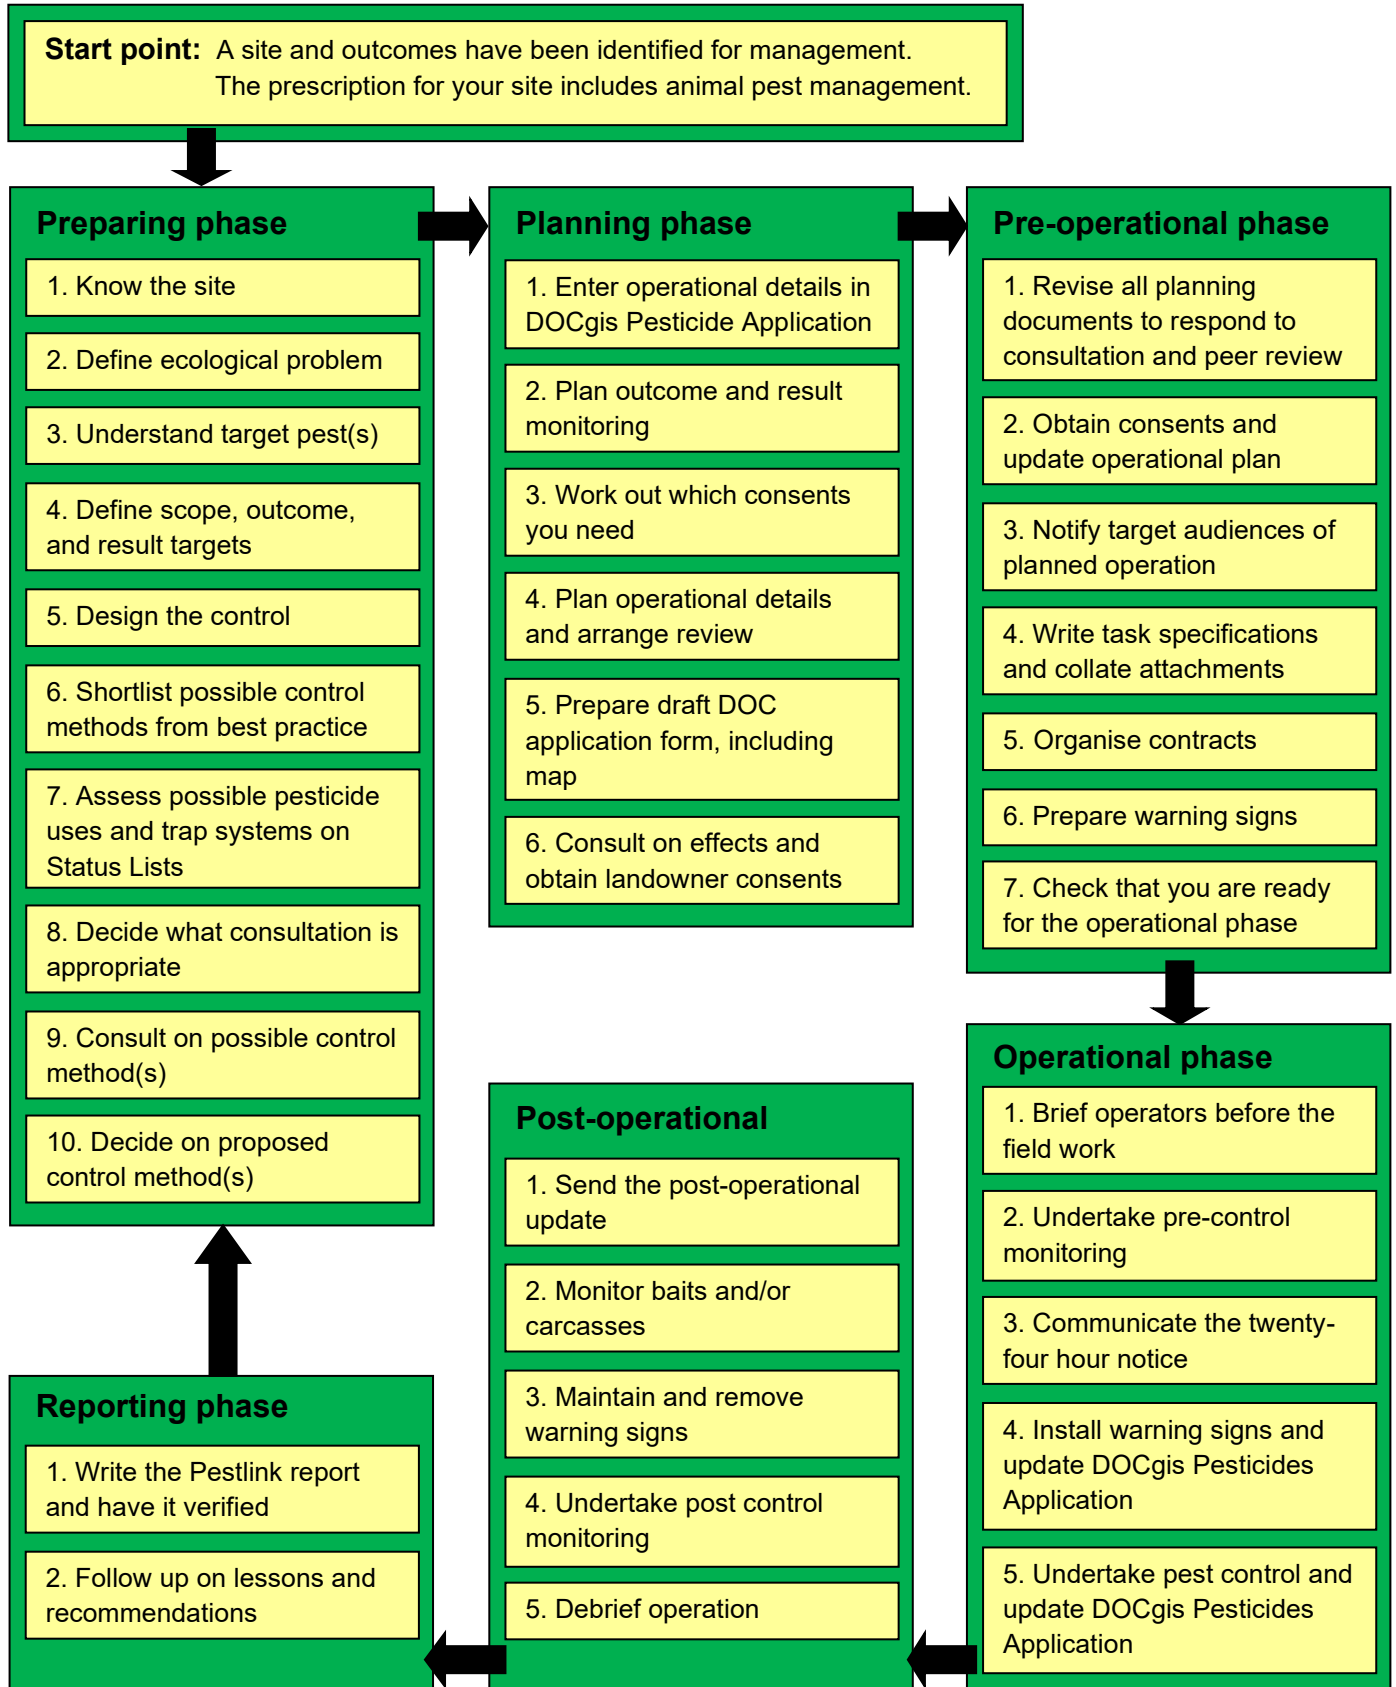 Start point: A site and outcomes have been identified for management.
The prescription for your site includes animal pest management.
Preparing phase
1. Know the site
2. Define ecological problem
3. Understand target pest(s)
4. Define scope, outcome,
and result targets
5. Design the control
6. Shortlist possible control
methods from best practice
7. Assess possible pesticide
uses and trap systems on
Status Lists
8. Decide what consultation is
appropriate
9. Consult on possible control
method(s)
10. Decide on proposed
control method(s)
Planning phase
1. Enter operational details in
DOCgis Pesticide Application
2. Plan outcome and result
monitoring
3. Work out which consents
you need
4. Plan operational details
and arrange review
5. Prepare draft DOC
application form, including
map
6. Consult on effects and
obtain landowner consents
Pre-operational phase
1. Revise all planning
documents to respond to
consultation and peer review
2. Obtain consents and
update operational plan
3. Notify target audiences of
planned operation
4. Write task specifications
and collate attachments
5. Organise contracts
6. Prepare warning signs
7. Check that you are ready
for the operational phase
Operational phase
1. Brief operators before the
field work
2. Undertake pre-control
monitoring
3. Communicate the twenty-
four hour notice
4. Install warning signs and
update DOCgis Pesticides
Application
5. Undertake pest control and
update DOCgis Pesticides
Application
Post-operational
1. Send the post-operational
update
2. Monitor baits and/or
carcasses
3. Maintain and remove
warning signs
4. Undertake post control
monitoring
5. Debrief operation
Reporting phase
1. Write the Pestlink report
and have it verified
2. Follow up on lessons and
recommendations